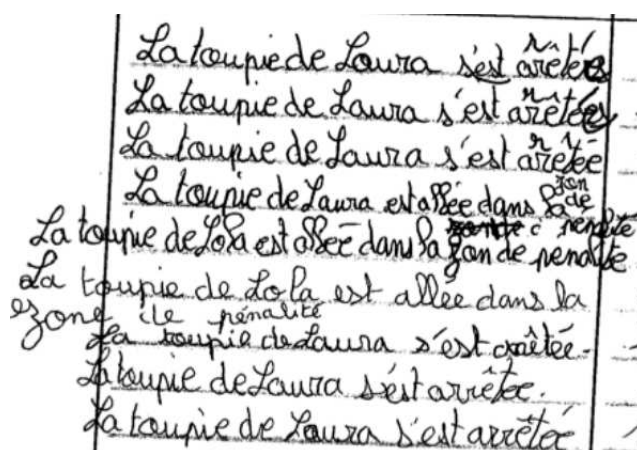 La toupie de Laura s'est arêtée
La toupie de Laura s'est arêtée
La toupie de Laura s'est arêtée
La toupie de Laura est allée dans la zon de penalite
La toupie de Lola est allée dans la zon de penalite
La toupie de Lola est allée dans la
zone de pénalité
La toupie de Laura s'est arrêtée.
La toupie de Laura s'est arrêtée.
La toupie de Laura s'est arrêtée